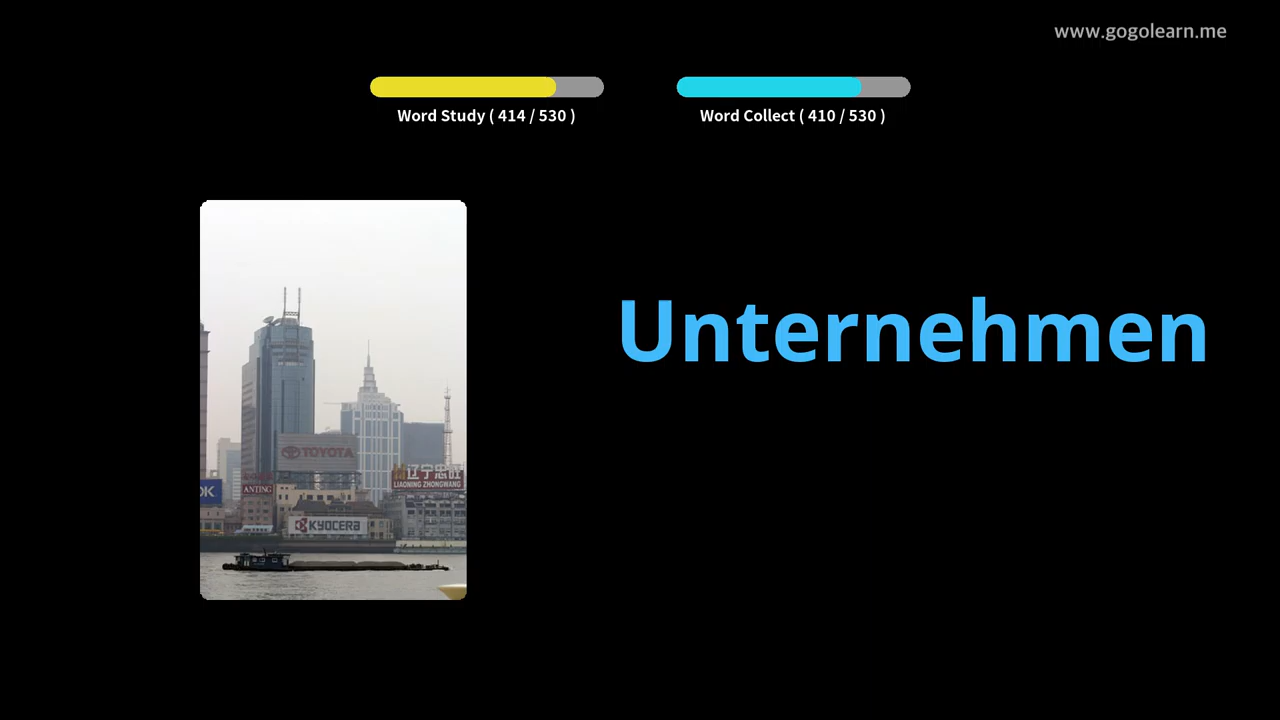 www.gogolearn.me
Word Study ( 414 / 530 )
Word Collect ( 410 / 530 )
Unternehmen
TOYOTA
辽宁忠旺
LIAONING ZHONGWANG
ANTING
KYOCERA